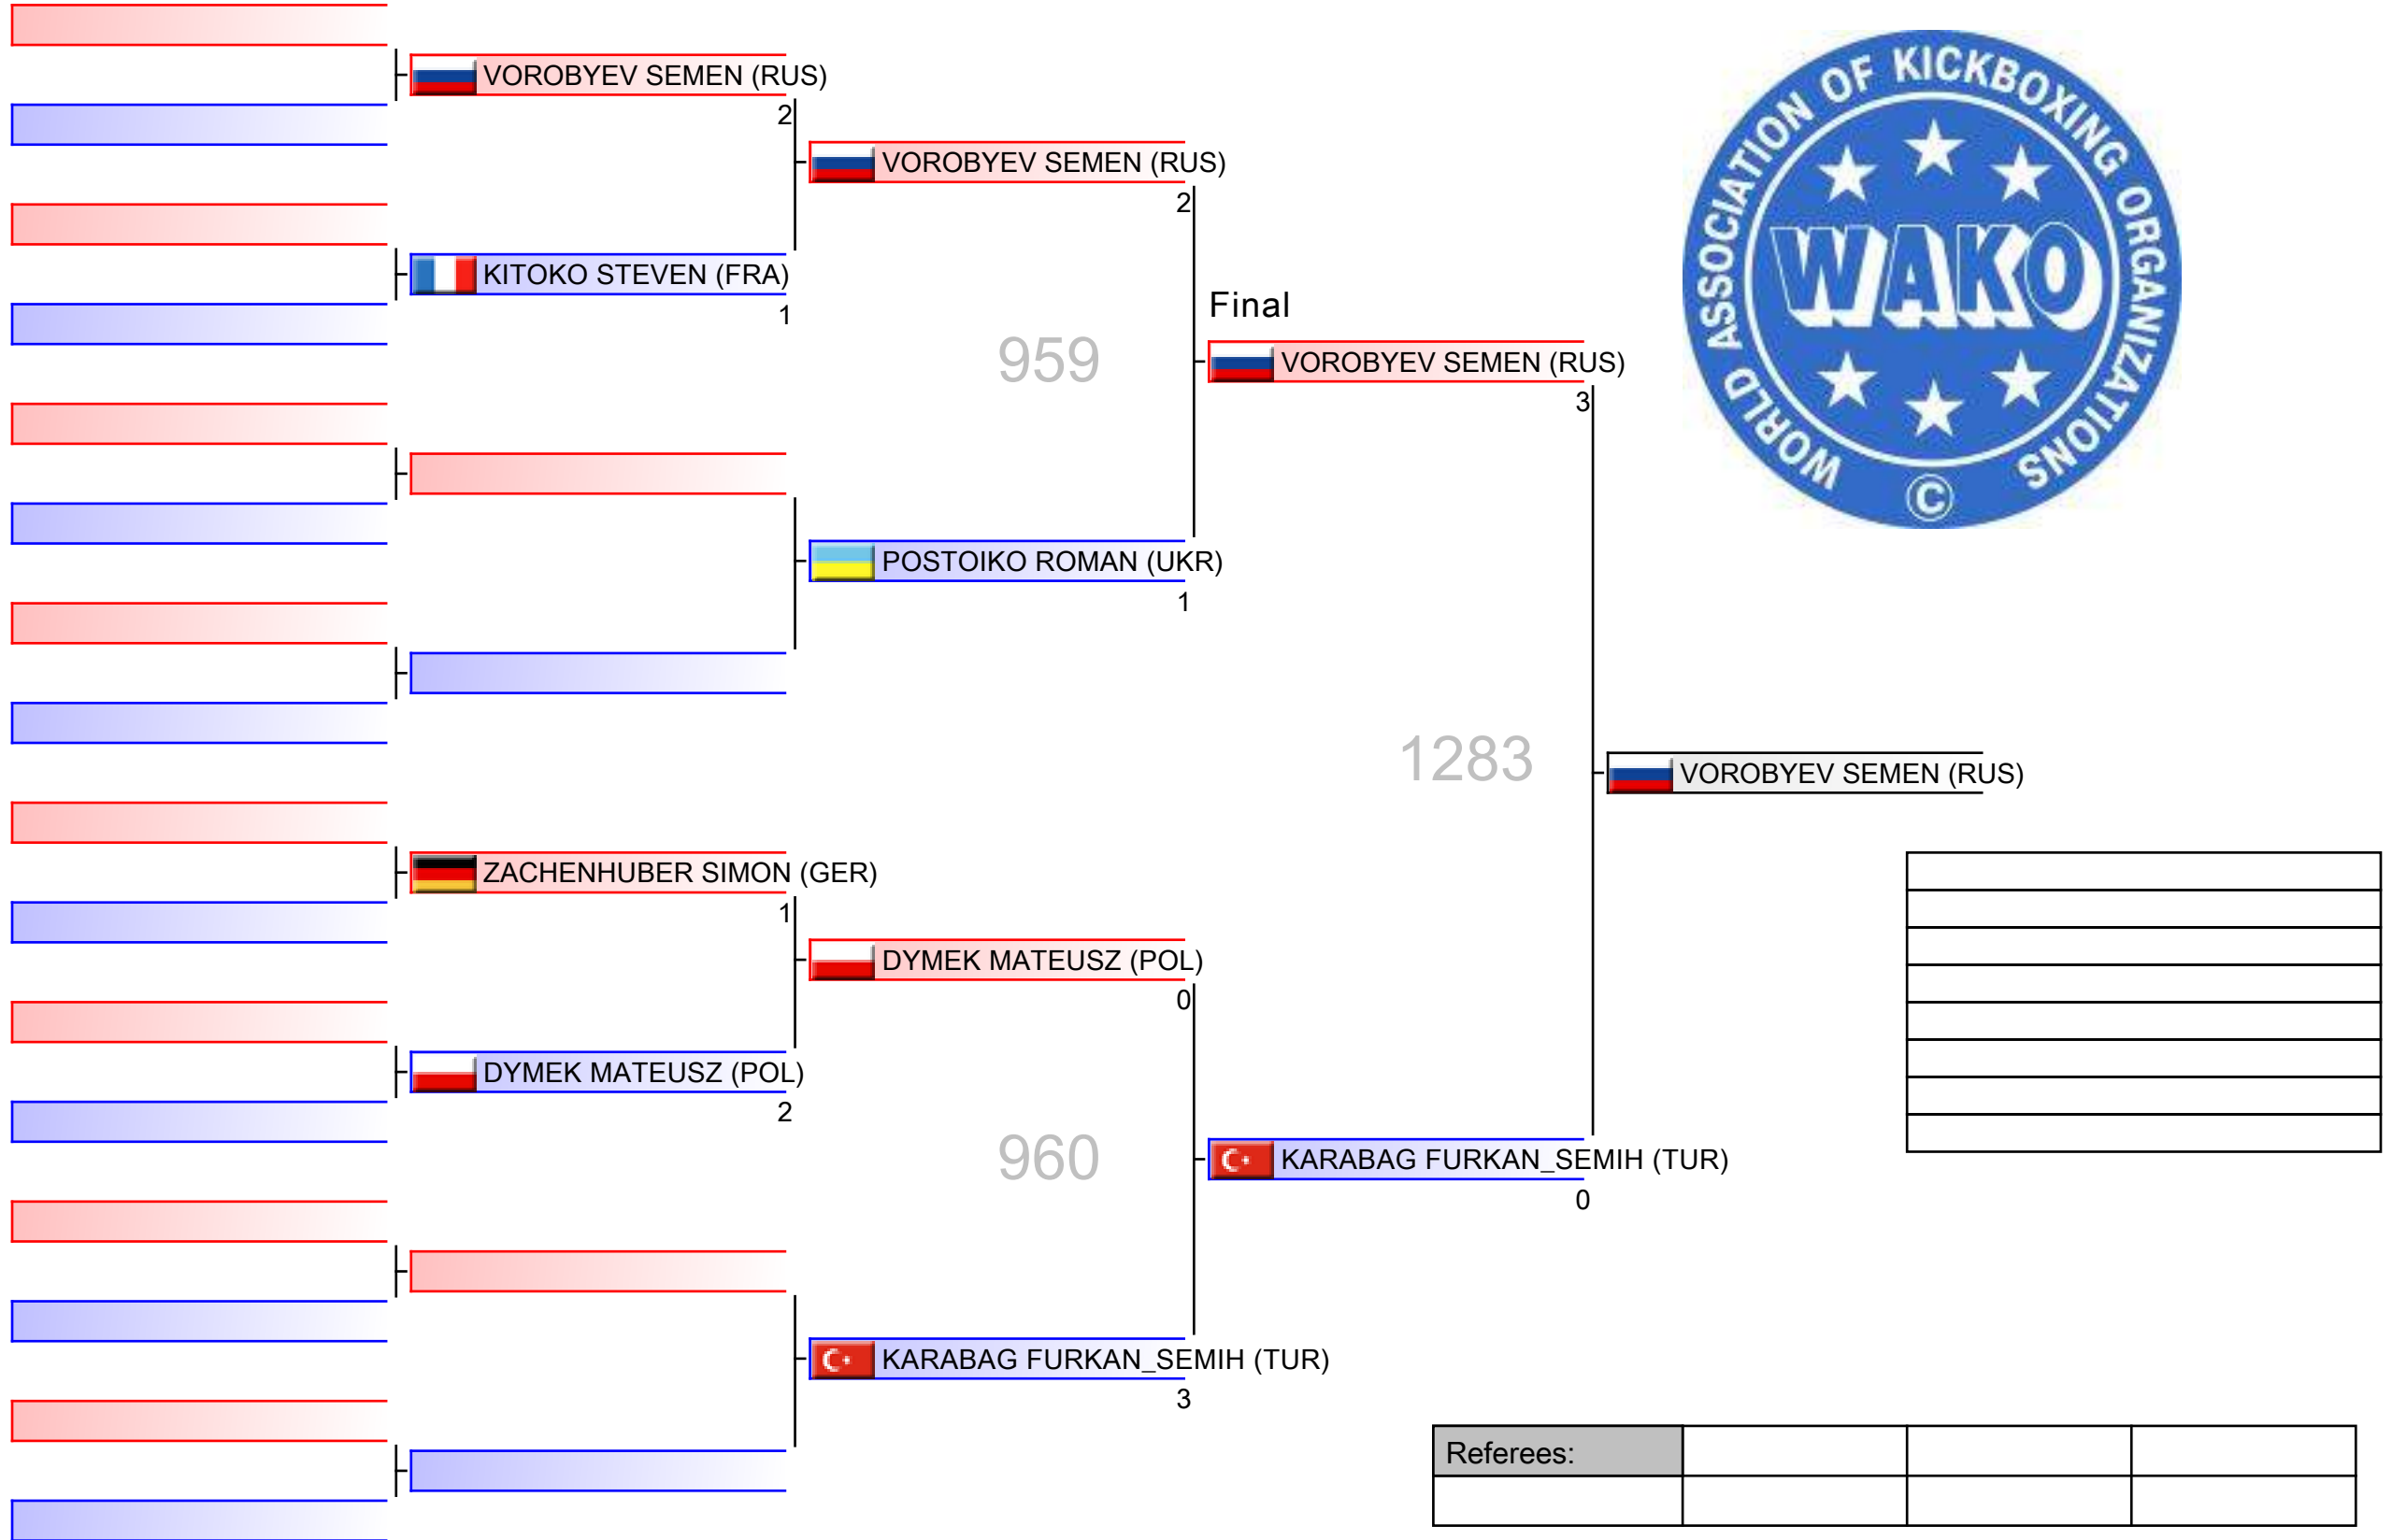 VOROBYEV SEMEN (RUS)
2
KITOKO STEVEN (FRA)
1
VOROBYEV SEMEN (RUS)
2
959
POSTOIKO ROMAN (UKR)
1
Final
VOROBYEV SEMEN (RUS)
3
1283
VOROBYEV SEMEN (RUS)
ZACHENHUBER SIMON (GER)
1
DYMEK MATEUSZ (POL)
2
DYMEK MATEUSZ (POL)
0
960
KARABAG FURKAN_SEMIH (TUR)
3
KARABAG FURKAN_SEMIH (TUR)
0
WORLD ASSOCIATION OF KICKBOXING ORGANIZATIONS
WAKO
©
Referees: